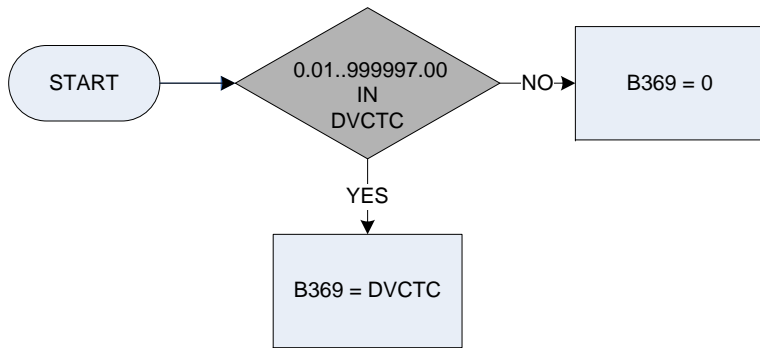 START
0.01..999997.00
IN
DVCTC
NO
B369 = 0
YES
B369 = DVCTC